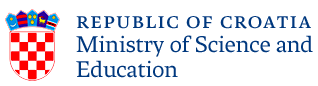 REPUBLIC OF CROATIA
Ministry of Science and
Education